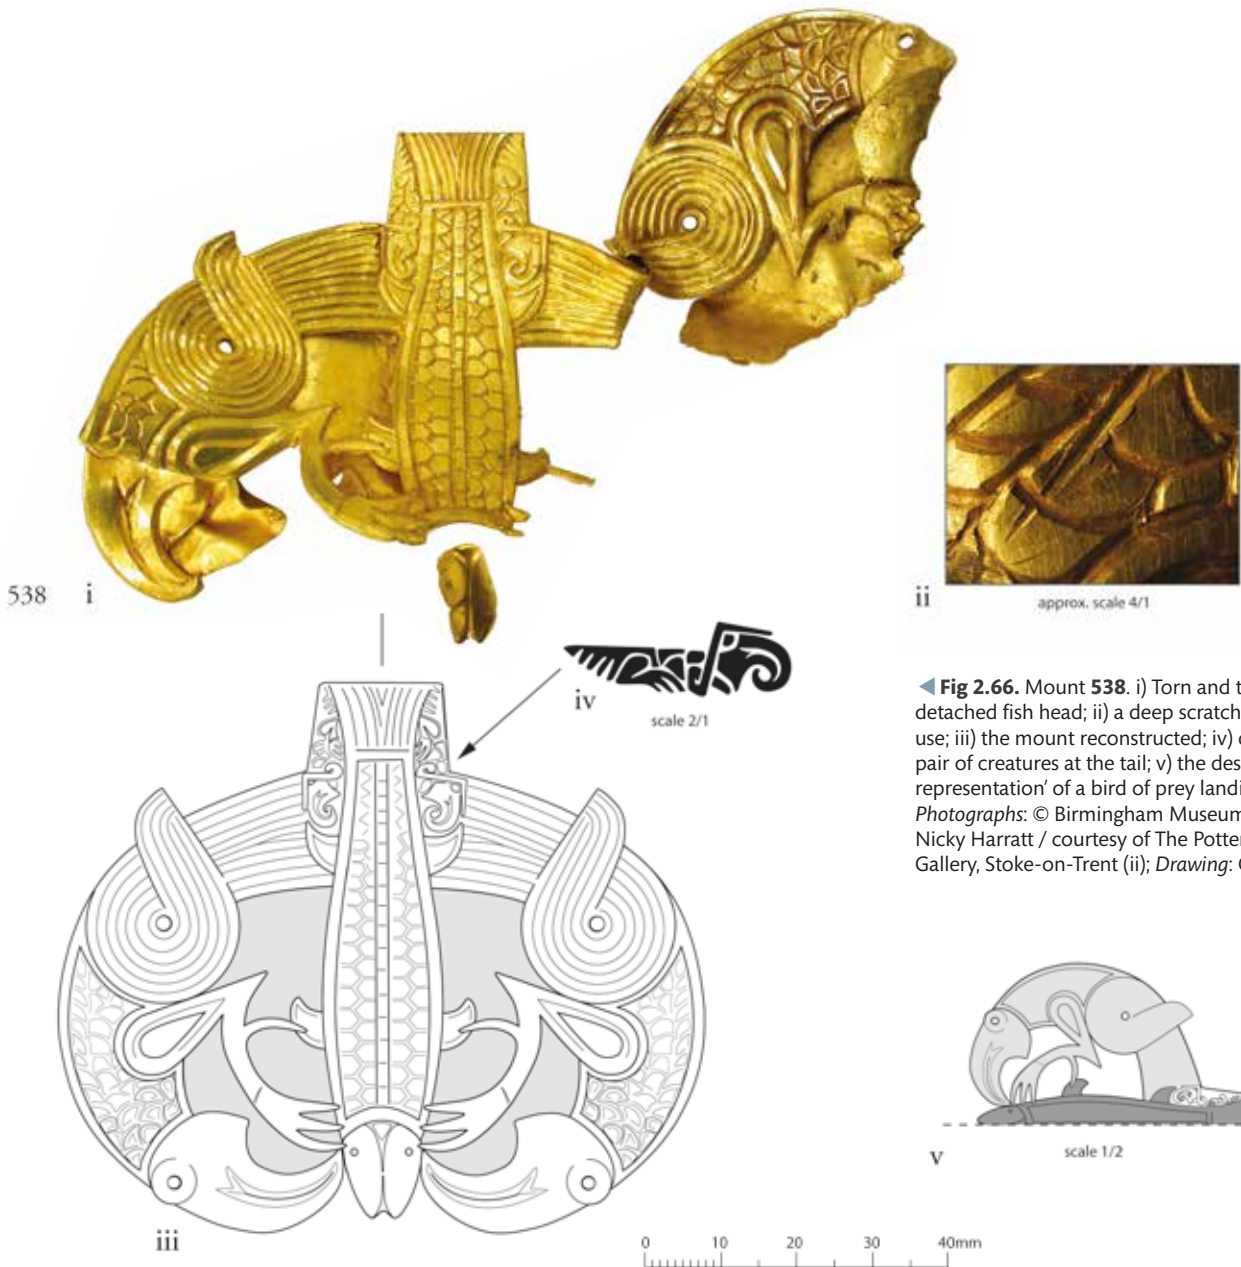 538 i
ii
approx. scale 4/1
iv
scale 2/1
◀ Fig 2.66. Mount 538. i) Torn and t
detached fish head; ii) a deep scratch
use; iii) the mount reconstructed; iv)
pair of creatures at the tail; v) the des
representation’ of a bird of prey landi
Photographs: © Birmingham Museum
Nicky Harratt / courtesy of The Potter
Gallery, Stoke-on-Trent (ii); Drawing:
v
scale 1/2
iii
0 10 20 30 40mm